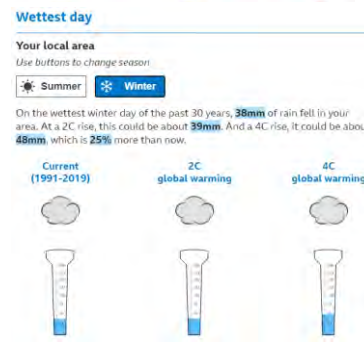 Wettest day
Your local area
Use buttons to change season
Summer
Winter
On the wettest winter day of the past 30 years, 38mm of rain fell in your
area. At a 2C rise, this could be about 39mm. And a 4C rise, it could be abou
48mm, which is 25% more than now.
Current 2C 4C
(1991-2019) global warming global warming